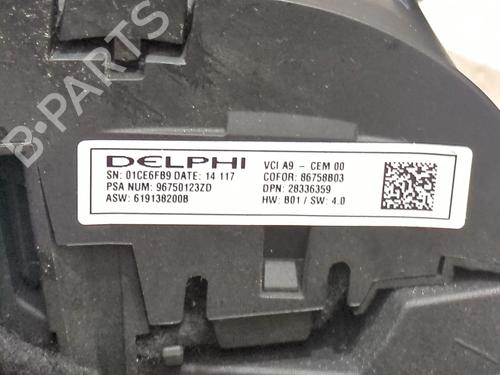 DELPHI
SN: 01CE6FB9 DATE: 14 117
PSA NUM: 96750123ZD
ASW: 619138200B
VCI A9 - CEM 00
COFOR: 86758B03
DPN: 28336359
HW: B01 / SW: 4.0
B-PARTS